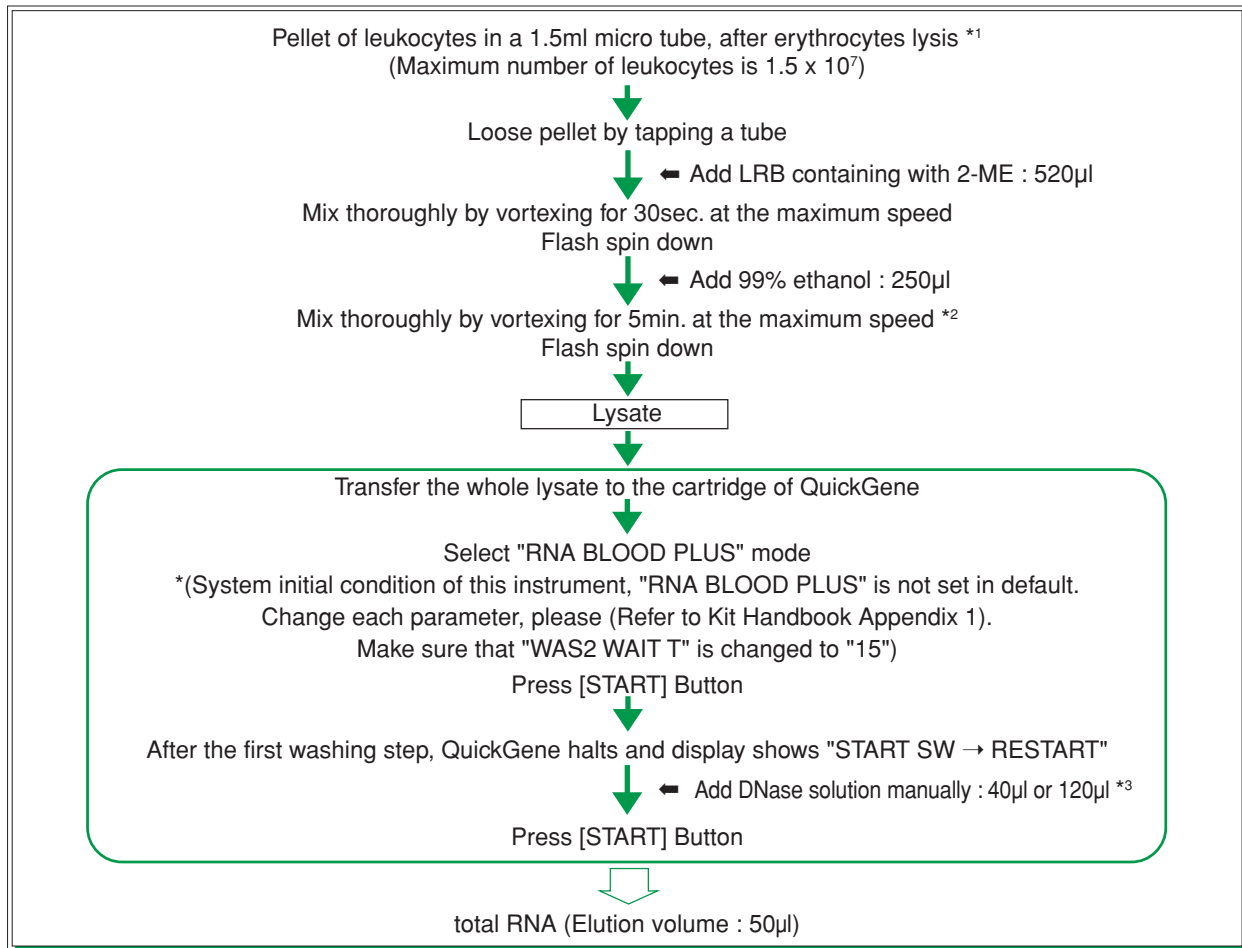 Pellet of leukocytes in a 1.5ml micro tube, after erythrocytes lysis *1
(Maximum number of leukocytes is 1.5 x 10⁷)
Loose pellet by tapping a tube
⬅ Add LRB containing with 2-ME : 520µl
Mix thoroughly by vortexing for 30sec. at the maximum speed
Flash spin down
⬅ Add 99% ethanol : 250µl
Mix thoroughly by vortexing for 5min. at the maximum speed *2
Flash spin down
Lysate
Transfer the whole lysate to the cartridge of QuickGene
Select "RNA BLOOD PLUS" mode
*(System initial condition of this instrument, "RNA BLOOD PLUS" is not set in default.
Change each parameter, please (Refer to Kit Handbook Appendix 1).
Make sure that "WAS2 WAIT T" is changed to "15")
Press [START] Button
After the first washing step, QuickGene halts and display shows "START SW → RESTART"
⬅ Add DNase solution manually : 40µl or 120µl *3
Press [START] Button
total RNA (Elution volume : 50µl)